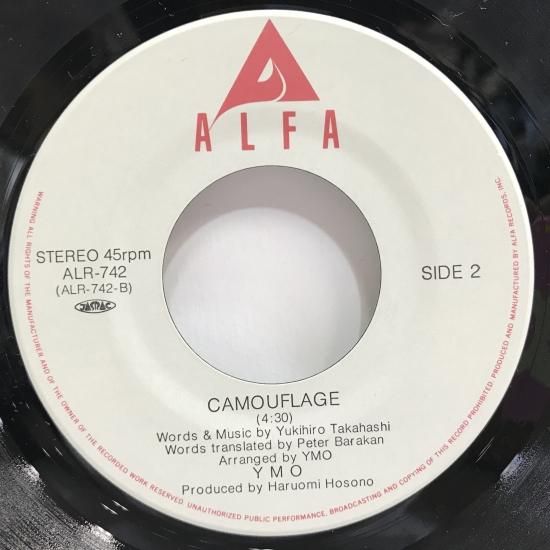 ALFA
STEREO 45rpm
ALR-742
(ALR-742-B)
JASRAC
SIDE 2
CAMOUFLAGE
(4:30)
Words & Music by Yukihiro Takahashi
Words translated by Peter Barakan
Arranged by YMO
YMO
Produced by Haruomi Hosono
WARNING: ALL RIGHTS OF THE MANUFACTURER AND OF THE OWNER OF THE RECORDED WORK RESERVED. UNAUTHORIZED PUBLIC PERFORMANCE, BROADCASTING AND COPYING OF THIS RECORD PROHIBITED. PRODUCED AND MANUFACTURED BY ALFA RECORDS, INC.